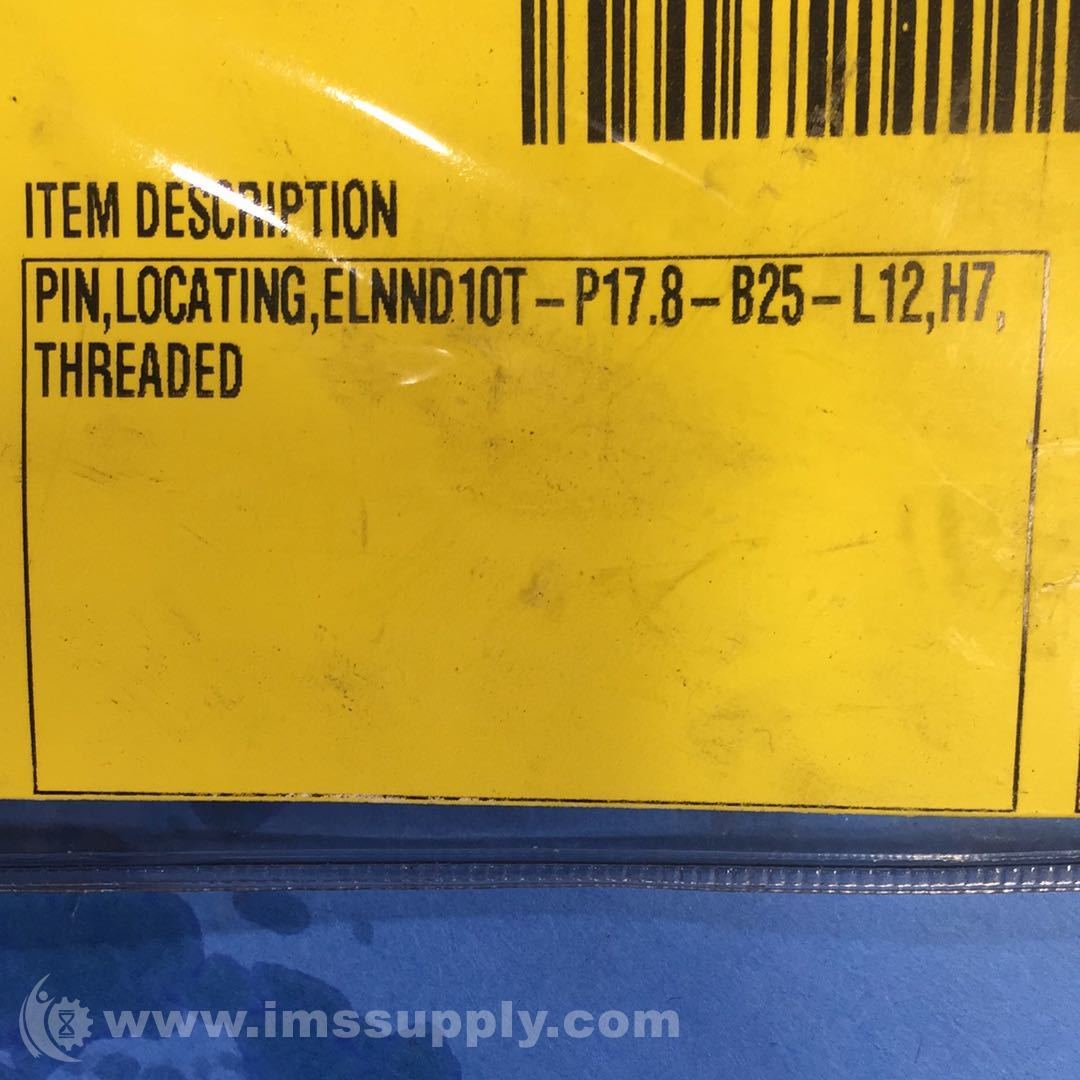 ITEM DESCRIPTION
PIN,LOCATING,ELNND10T-P17.8-B25-L12,H7,
THREADED
www.imssupply.com